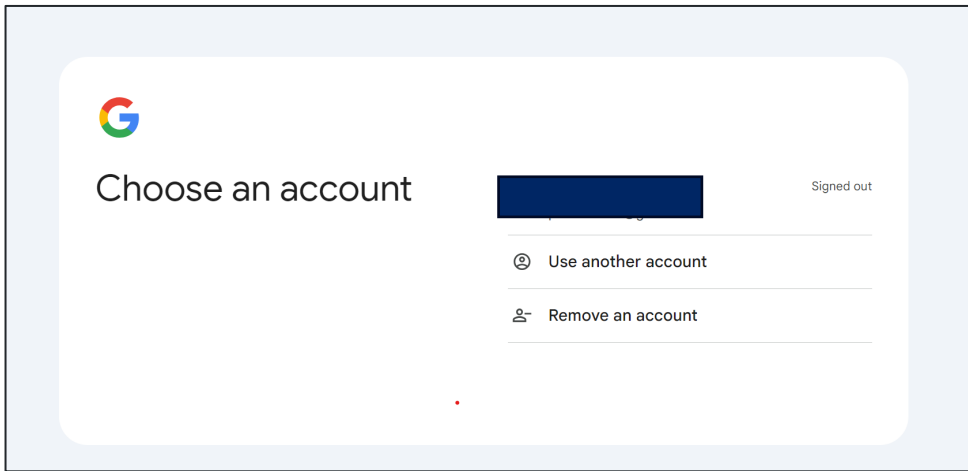 Choose an account
Signed out
Use another account
Remove an account